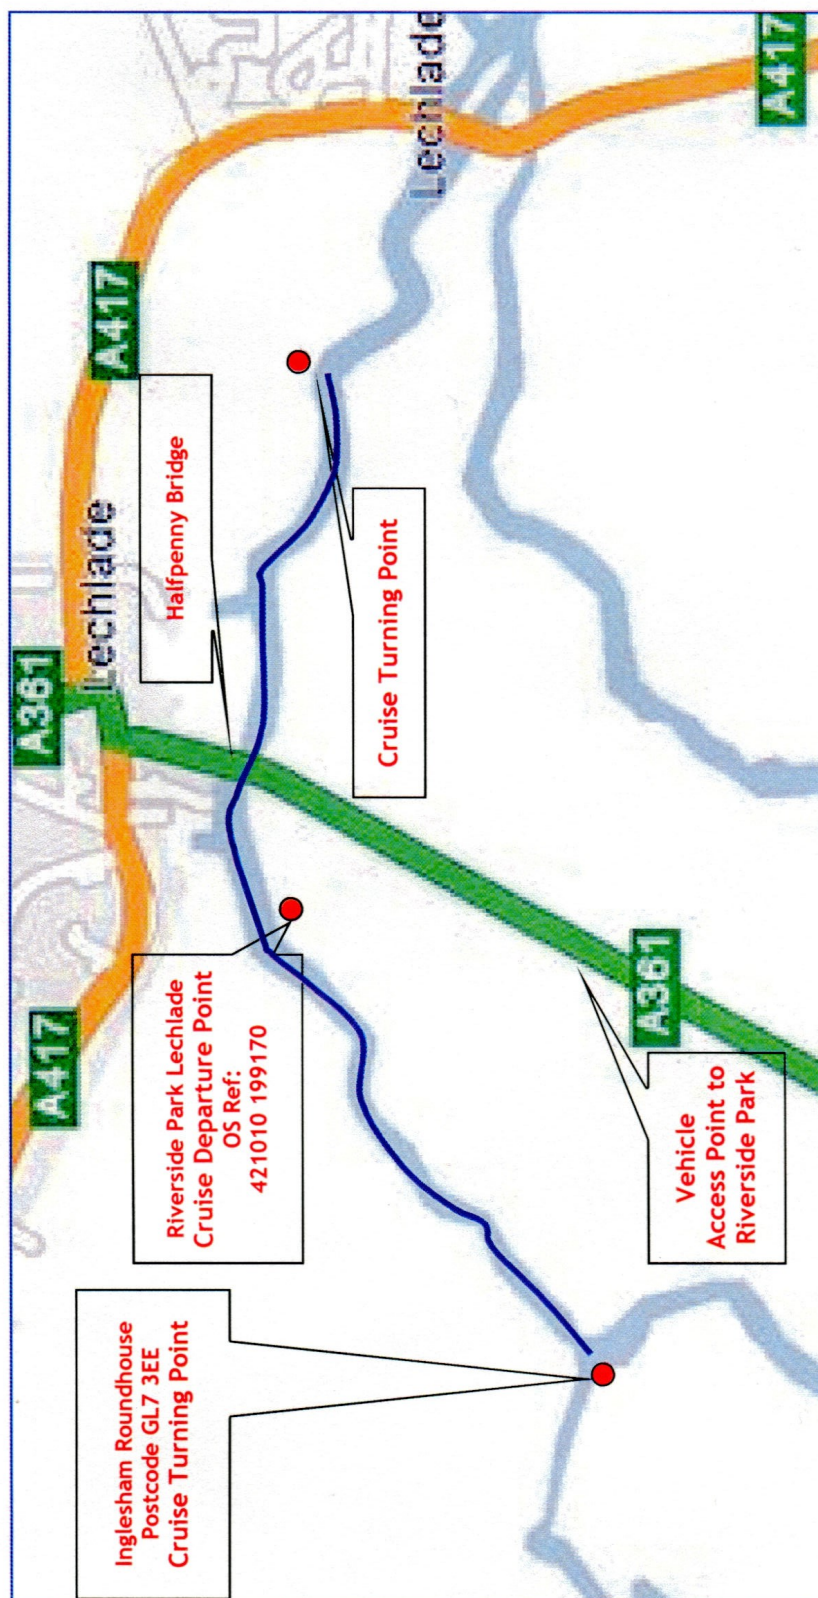 Inglesham Roundhouse
Postcode GL7 3EE
Cruise Turning Point
A417
Riverside Park Lechlade
Cruise Departure Point
OS Ref:
421010 199170
A361
Lechlade
Halfpenny Bridge
A417
Cruise Turning Point
Vehicle
Access Point to
Riverside Park
A361
Lechlade
A417